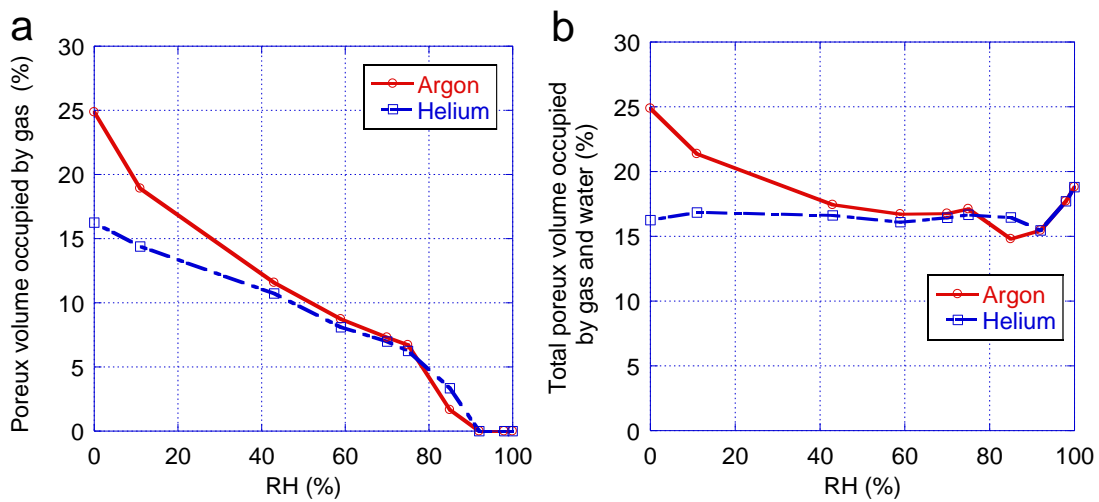 a
Poreux volume occupied by gas (%)
30
25
20
15
10
5
0
0 20 40 60 80 100
RH (%)
Argon
Helium
b
Total poreux volume occupied
by gas and water (%)
30
25
20
15
10
5
0
0 20 40 60 80 100
RH (%)
Argon
Helium